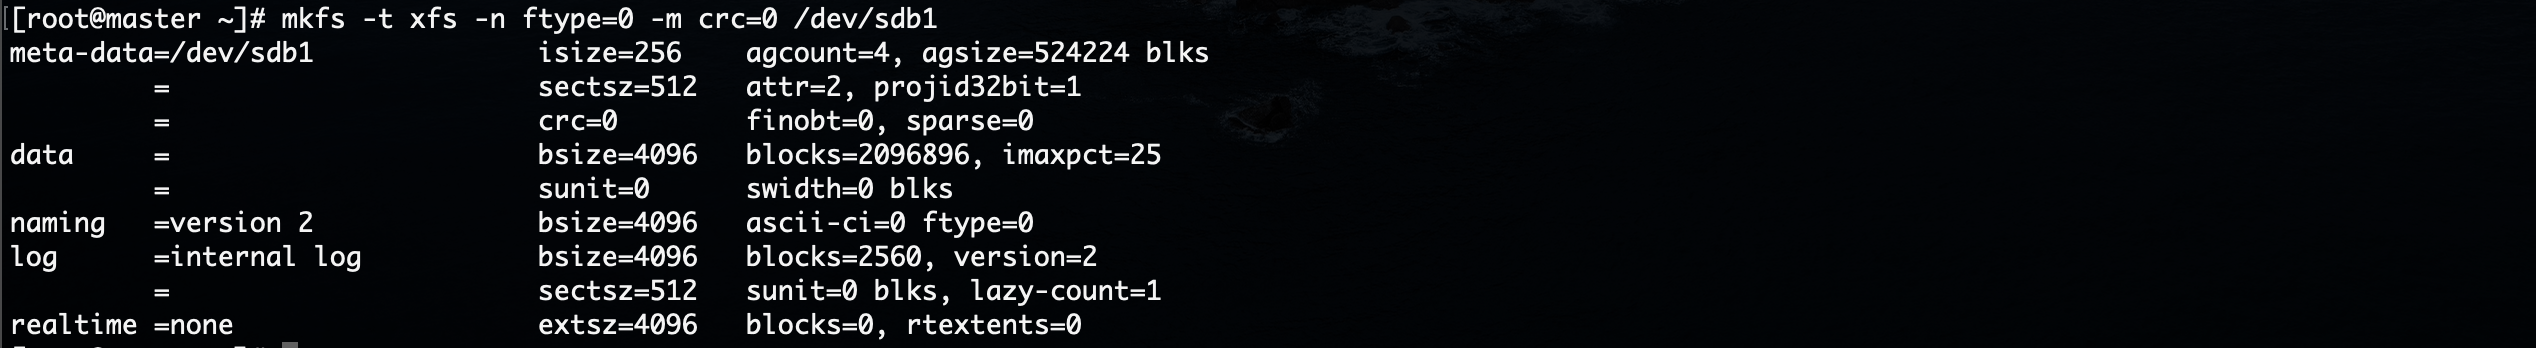 [root@master ~]# mkfs -t xfs -n ftype=0 -m crc=0 /dev/sdb1
meta-data=/dev/sdb1              isize=256    agcount=4, agsize=524224 blks
         =                       sectsz=512   attr=2, projid32bit=1
         =                       crc=0        finobt=0, sparse=0
data     =                       bsize=4096   blocks=2096896, imaxpct=25
         =                       sunit=0      swidth=0 blks
naming   =version 2              bsize=4096   ascii-ci=0 ftype=0
log      =internal log           bsize=4096   blocks=2560, version=2
         =                       sectsz=512   sunit=0 blks, lazy-count=1
realtime =none                   extsz=4096   blocks=0, rtextents=0